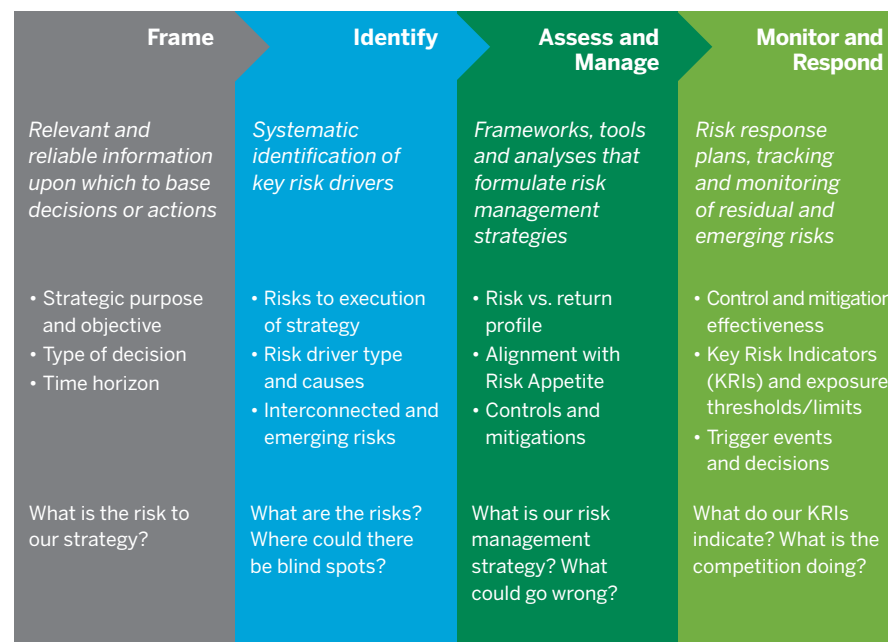 Frame
Relevant and
reliable information
upon which to base
decisions or actions
• Strategic purpose
and objective
• Type of decision
• Time horizon
What is the risk to
our strategy?
Identify
Systematic
identification of
key risk drivers
• Risks to execution
of strategy
• Risk driver type
and causes
• Interconnected and
emerging risks
What are the risks?
Where could there
be blind spots?
Assess and
Manage
Frameworks, tools
and analyses that
formulate risk
management
strategies
• Risk vs. return
profile
• Alignment with
Risk Appetite
• Controls and
mitigations
What is our risk
management
strategy? What
could go wrong?
Monitor and
Respond
Risk response
plans, tracking
and monitoring
of residual and
emerging risks
• Control and mitigation
effectiveness
• Key Risk Indicators
(KRIs) and exposure
thresholds/limits
• Trigger events
and decisions
What do our KRIs
indicate? What is the
competition doing?